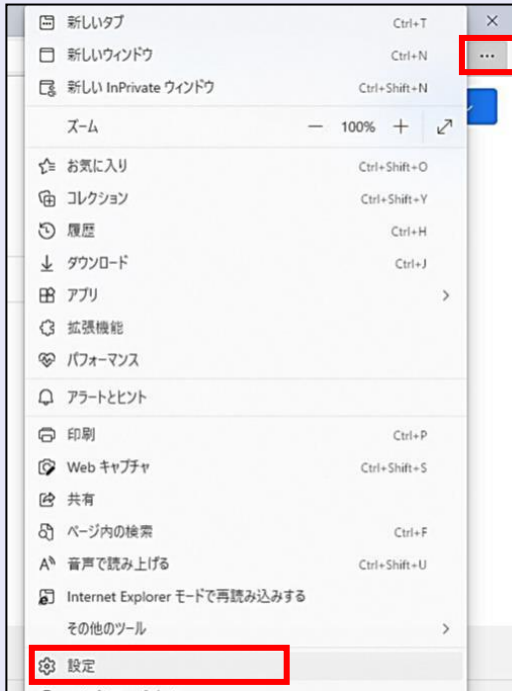 新しいタブ Ctrl+T
新しいウィンドウ Ctrl+N
新しい InPrivate ウィンドウ Ctrl+Shift+N
ズーム 100%
お気に入り Ctrl+Shift+O
コレクション Ctrl+Shift+Y
履歴 Ctrl+H
ダウンロード Ctrl+J
アプリ
拡張機能
パフォーマンス
アラートとヒント
印刷 Ctrl+P
Web キャプチャ Ctrl+Shift+S
共有
ページ内の検索 Ctrl+F
音声で読み上げる Ctrl+Shift+U
Internet Explorer モードで再読み込みする
その他のツール
設定